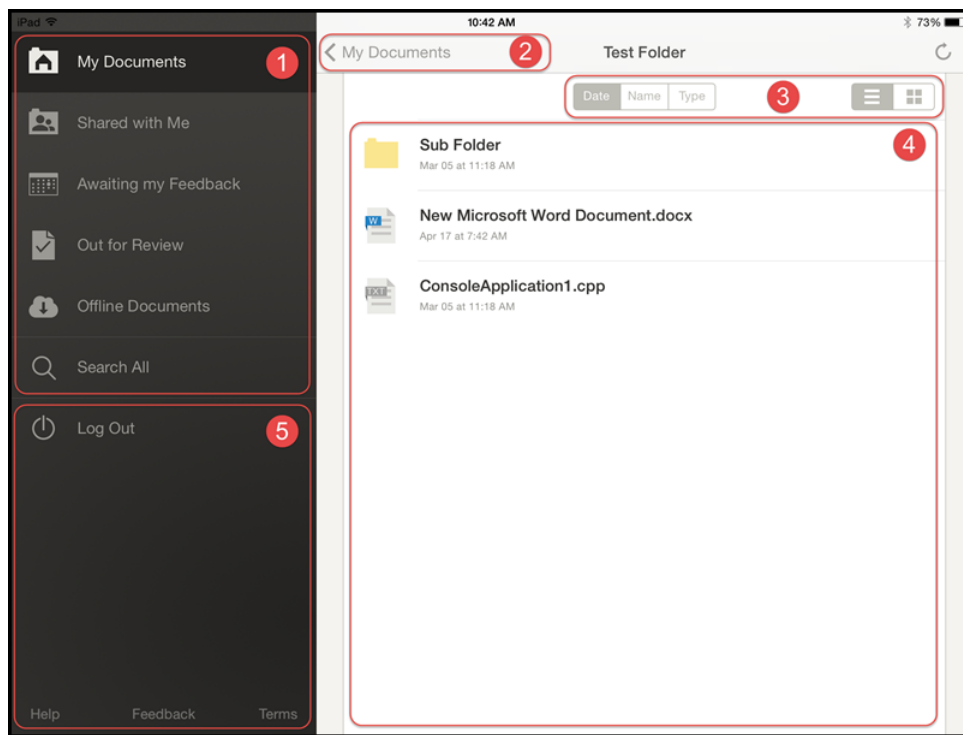 iPad 10:42 AM 73%
My Documents 1
Shared with Me
Awaiting my Feedback
Out for Review
Offline Documents
Search All
Log Out 5
Help Feedback Terms
My Documents 2 Test Folder
Date Name Type 3
4
Sub Folder
Mar 05 at 11:18 AM
New Microsoft Word Document.docx
W
Apr 17 at 7:42 AM
ConsoleApplication1.cpp
TXT
Mar 05 at 11:18 AM